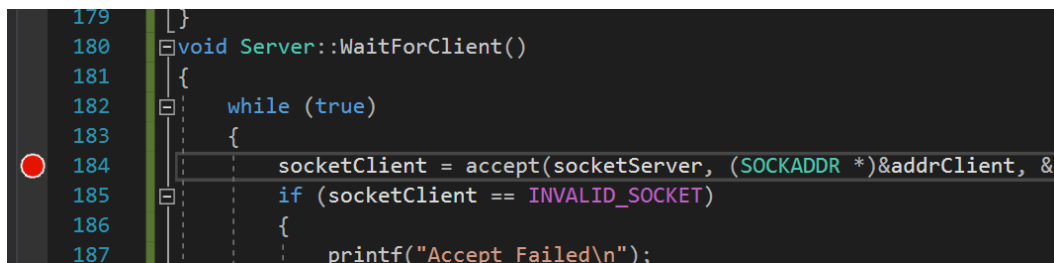 179 }
180 void Server::WaitForClient()
181 {
182 while (true)
183 {
184 socketClient = accept(socketServer, (SOCKADDR *)&addrClient, &
185 if (socketClient == INVALID_SOCKET)
186 {
187 printf("Accept Failed\n");